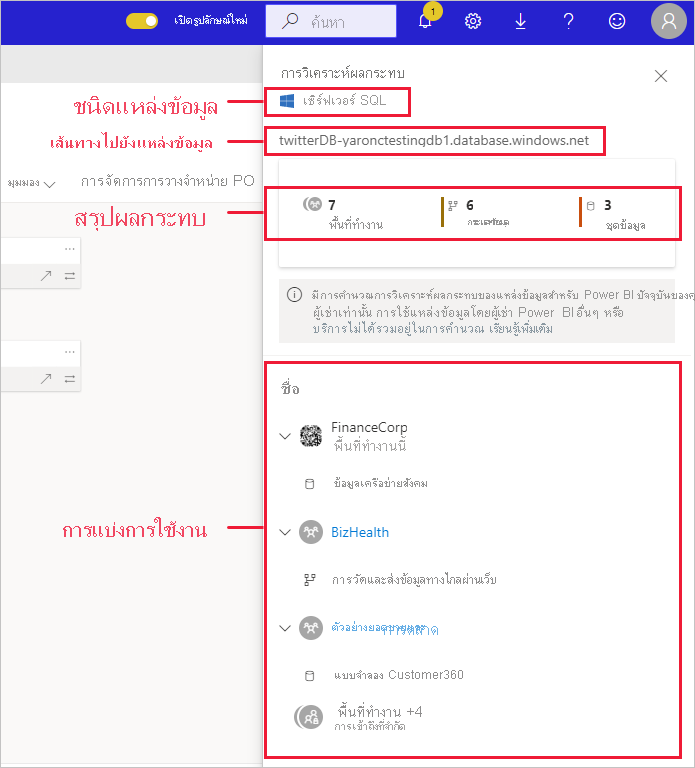 เปิดรูปลักษณ์ใหม่
ค้นหา
1
การวิเคราะห์ผลกระทบ
ชนิดแหล่งข้อมูล
เซิร์ฟเวอร์ SQL
เส้นทางไปยังแหล่งข้อมูล
twitterDB-yaronctestingdb1.database.windows.net
มุมมอง
การจัดการการวางจำหน่าย PO
สรุปผลกระทบ
7 พื้นที่ทำงาน
6 กระแสข้อมูล
3 ชุดข้อมูล
มีการคำนวณการวิเคราะห์ผลกระทบของแหล่งข้อมูลสำหรับ Power BI ปัจจุบันของคุ
ผู้เช่าเท่านั้น การใช้แหล่งข้อมูลโดยผู้เช่า Power BI อื่นๆ หรือ
บริการไม่ได้รวมอยู่ในการคำนวณ เรียนรู้เพิ่มเติม
ชื่อ
FinanceCorp
พื้นที่ทำงานนี้
ข้อมูลเครือข่ายสังคม
การแบ่งการใช้งาน
BizHealth
การวัดและส่งข้อมูลทางไกลผ่านเว็บ
ตัวอย่างยอดขายและ
การตลาด
แบบจำลอง Customer360
พื้นที่ทำงาน +4
การเข้าถึงที่จำกัด